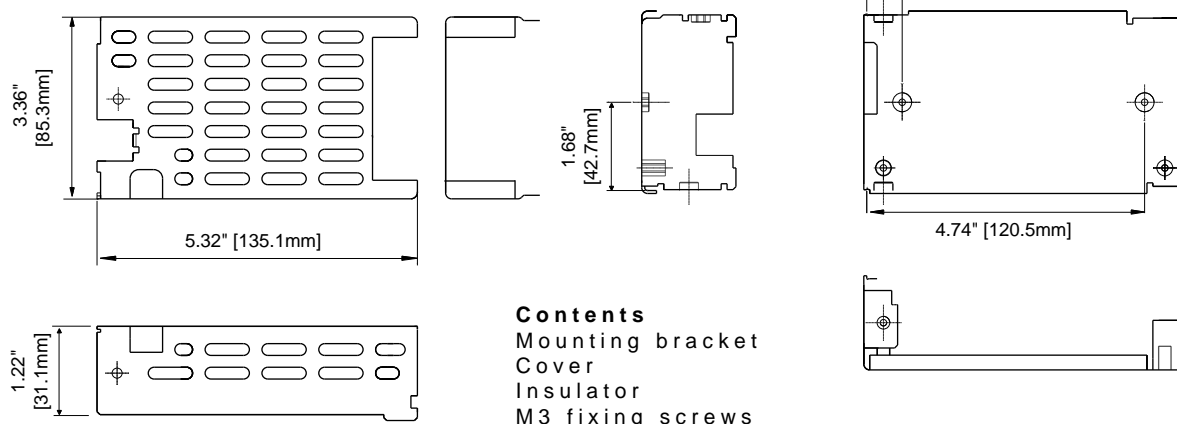 3.36"
[85.3mm]
1.68"
[42.7mm]
5.32" [135.1mm]
4.74" [120.5mm]
1.22"
[31.1mm]
Contents
Mounting bracket
Cover
Insulator
M3 fixing screws